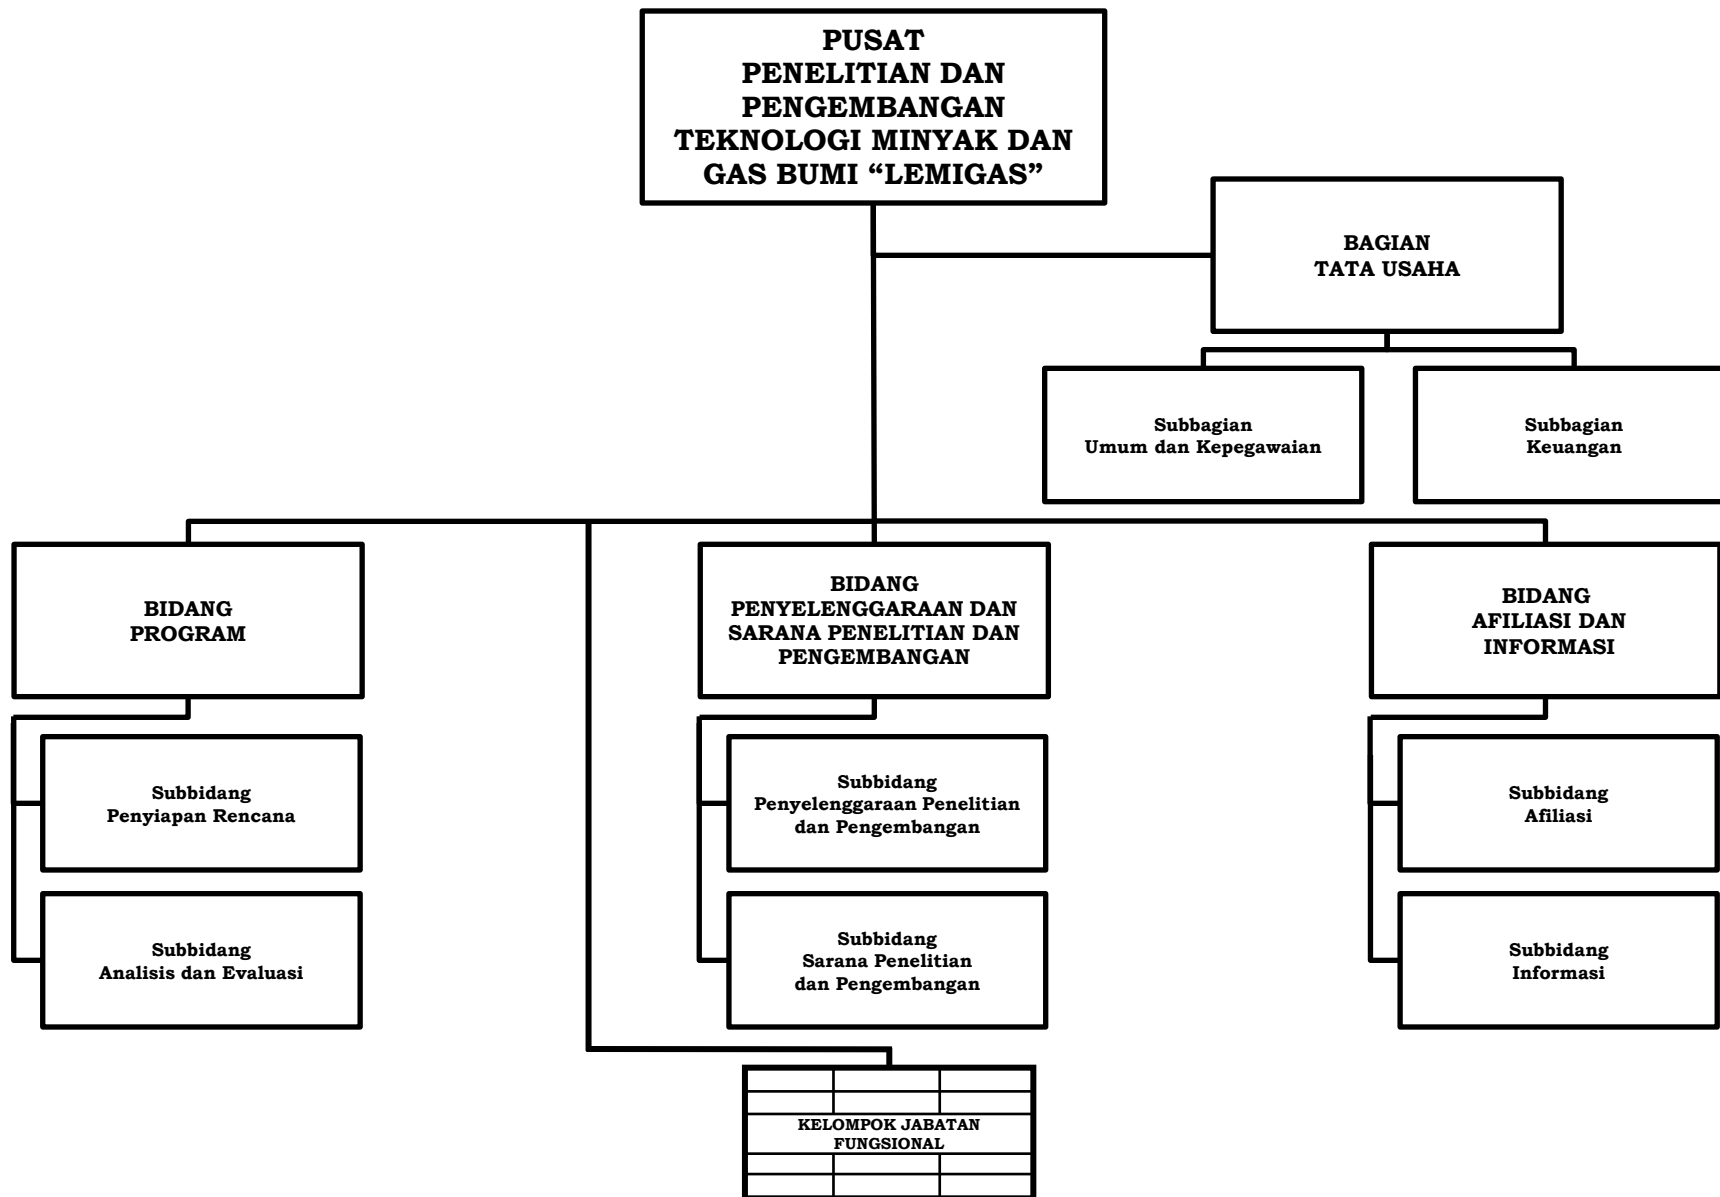 PUSAT
PENELITIAN DAN
PENGEMBANGAN
TEKNOLOGI MINYAK DAN
GAS BUMI “LEMIGAS”
BAGIAN
TATA USAHA
Subbagian
Umum dan Kepegawaian
Subbagian
Keuangan
BIDANG
PROGRAM
BIDANG
PENYELENGGARAAN DAN
SARANA PENELITIAN DAN
PENGEMBANGAN
BIDANG
AFILIASI DAN
INFORMASI
Subbidang
Penyiapan Rencana
Subbidang
Penyelenggaraan Penelitian
dan Pengembangan
Subbidang
Afiliasi
Subbidang
Analisis dan Evaluasi
Subbidang
Sarana Penelitian
dan Pengembangan
Subbidang
Informasi
KELOMPOK JABATAN
FUNGSIONAL